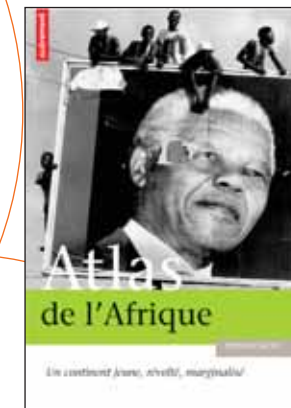 Atlas
de l'Afrique
Un continent jeune, révolté, marginalisé